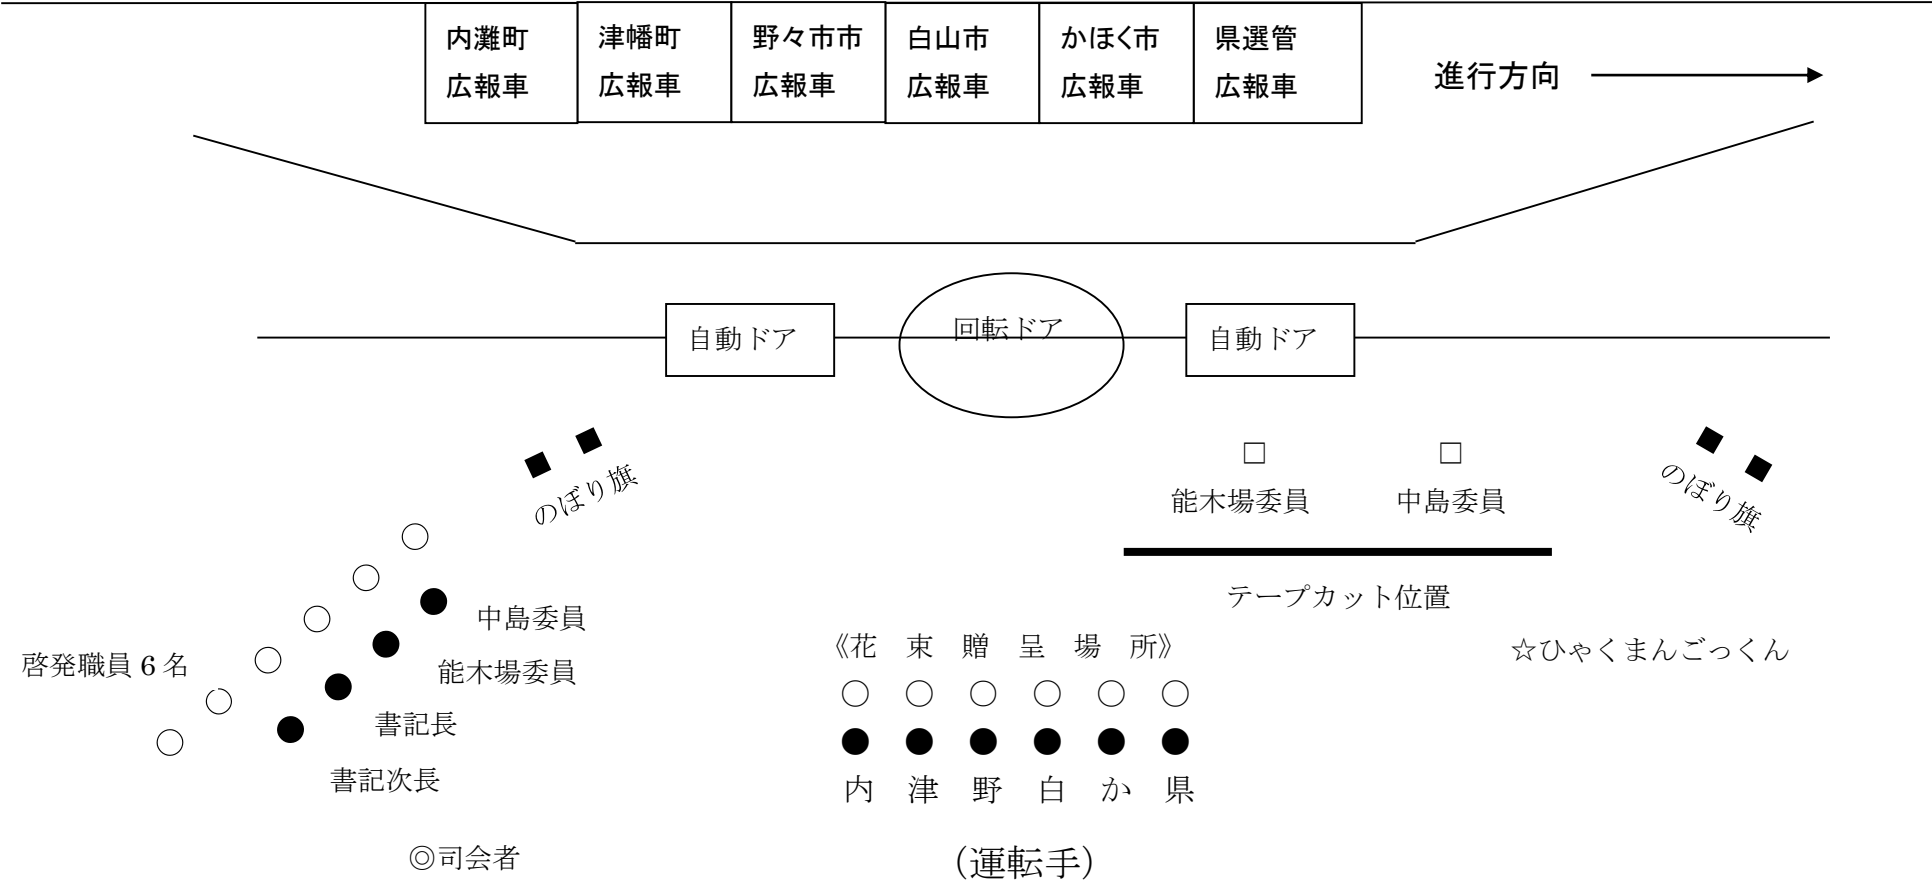 内灘町
広報車
津幡町
広報車
野々市市
広報車
白山市
広報車
かほく市
広報車
県選管
広報車
進行方向
自動ドア
回転ドア
自動ドア
のぼり旗
能木場委員
中島委員
のぼり旗
テープカット位置
中島委員
能木場委員
書記長
書記次長
啓発職員 6 名
《花 束 贈 呈 場 所》
☆ひゃくまんごっくん
内 津 野 白 か 県
(運転手)
◎司会者